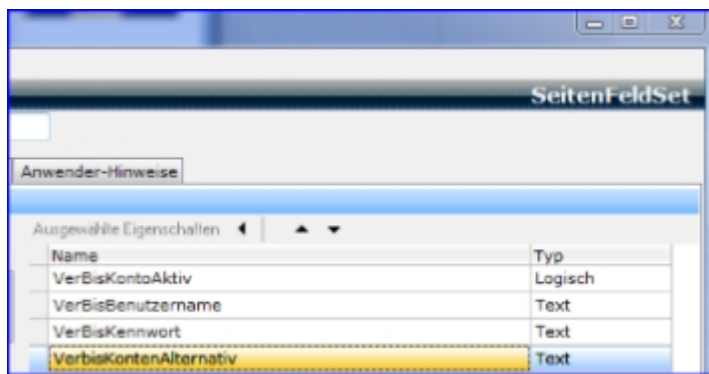 SeitenFeldSet
Anwender-Hinweise
Ausgewählte Eigenschaften
Name Typ
VerBisKontoAktiv Logisch
VerBisBenutzername Text
VerBisKennwort Text
VerbisKontenAlternativ Text